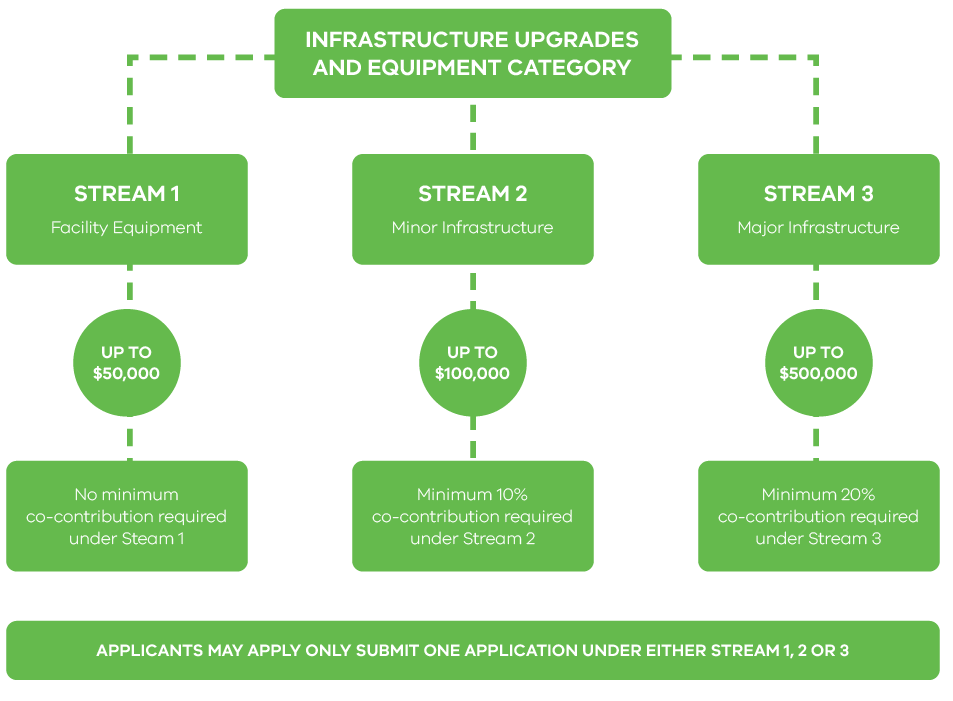 INFRASTRUCTURE UPGRADES
AND EQUIPMENT CATEGORY
STREAM 1
Facility Equipment
UP TO
$50,000
No minimum
co-contribution required
under Steam 1
STREAM 2
Minor Infrastructure
UP TO
$100,000
Minimum 10%
co-contribution required
under Stream 2
STREAM 3
Major Infrastructure
UP TO
$500,000
Minimum 20%
co-contribution required
under Stream 3
APPLICANTS MAY APPLY ONLY SUBMIT ONE APPLICATION UNDER EITHER STREAM 1, 2 OR 3